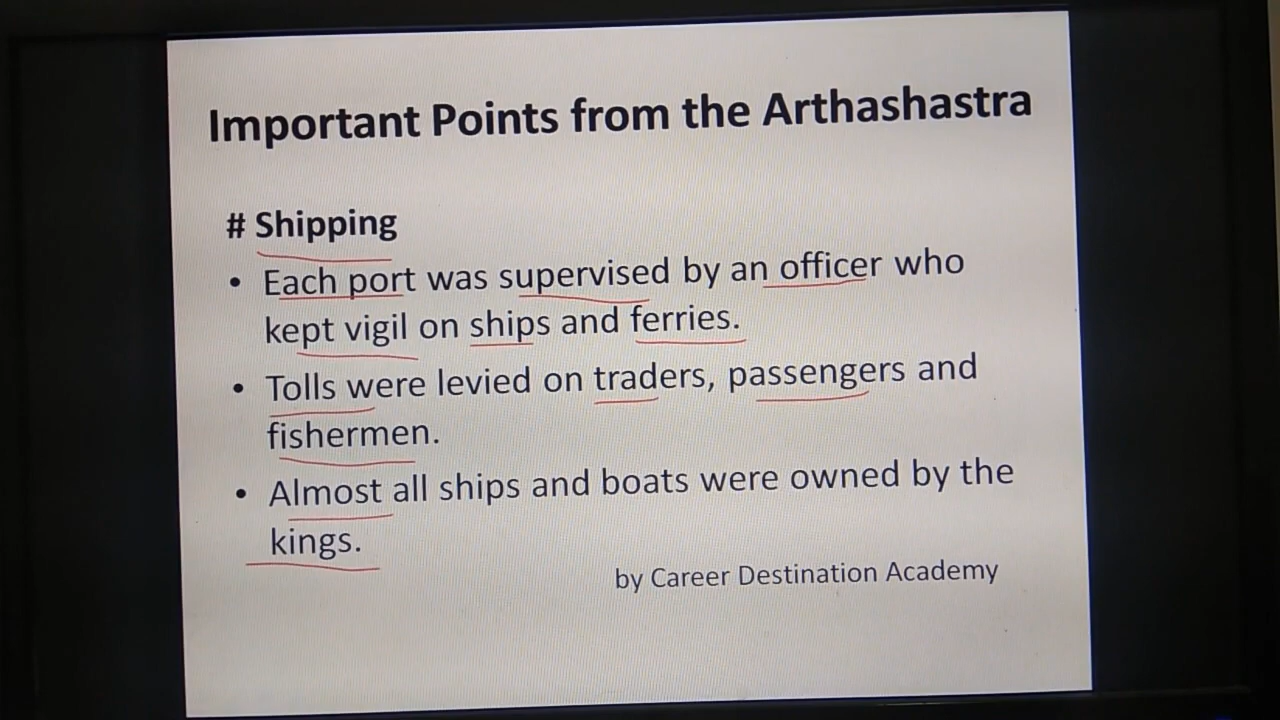 Important Points from the Arthashastra
# Shipping
• Each port was supervised by an officer who
kept vigil on ships and ferries.
• Tolls were levied on traders, passengers and
fishermen.
• Almost all ships and boats were owned by the
kings.
by Career Destination Academy